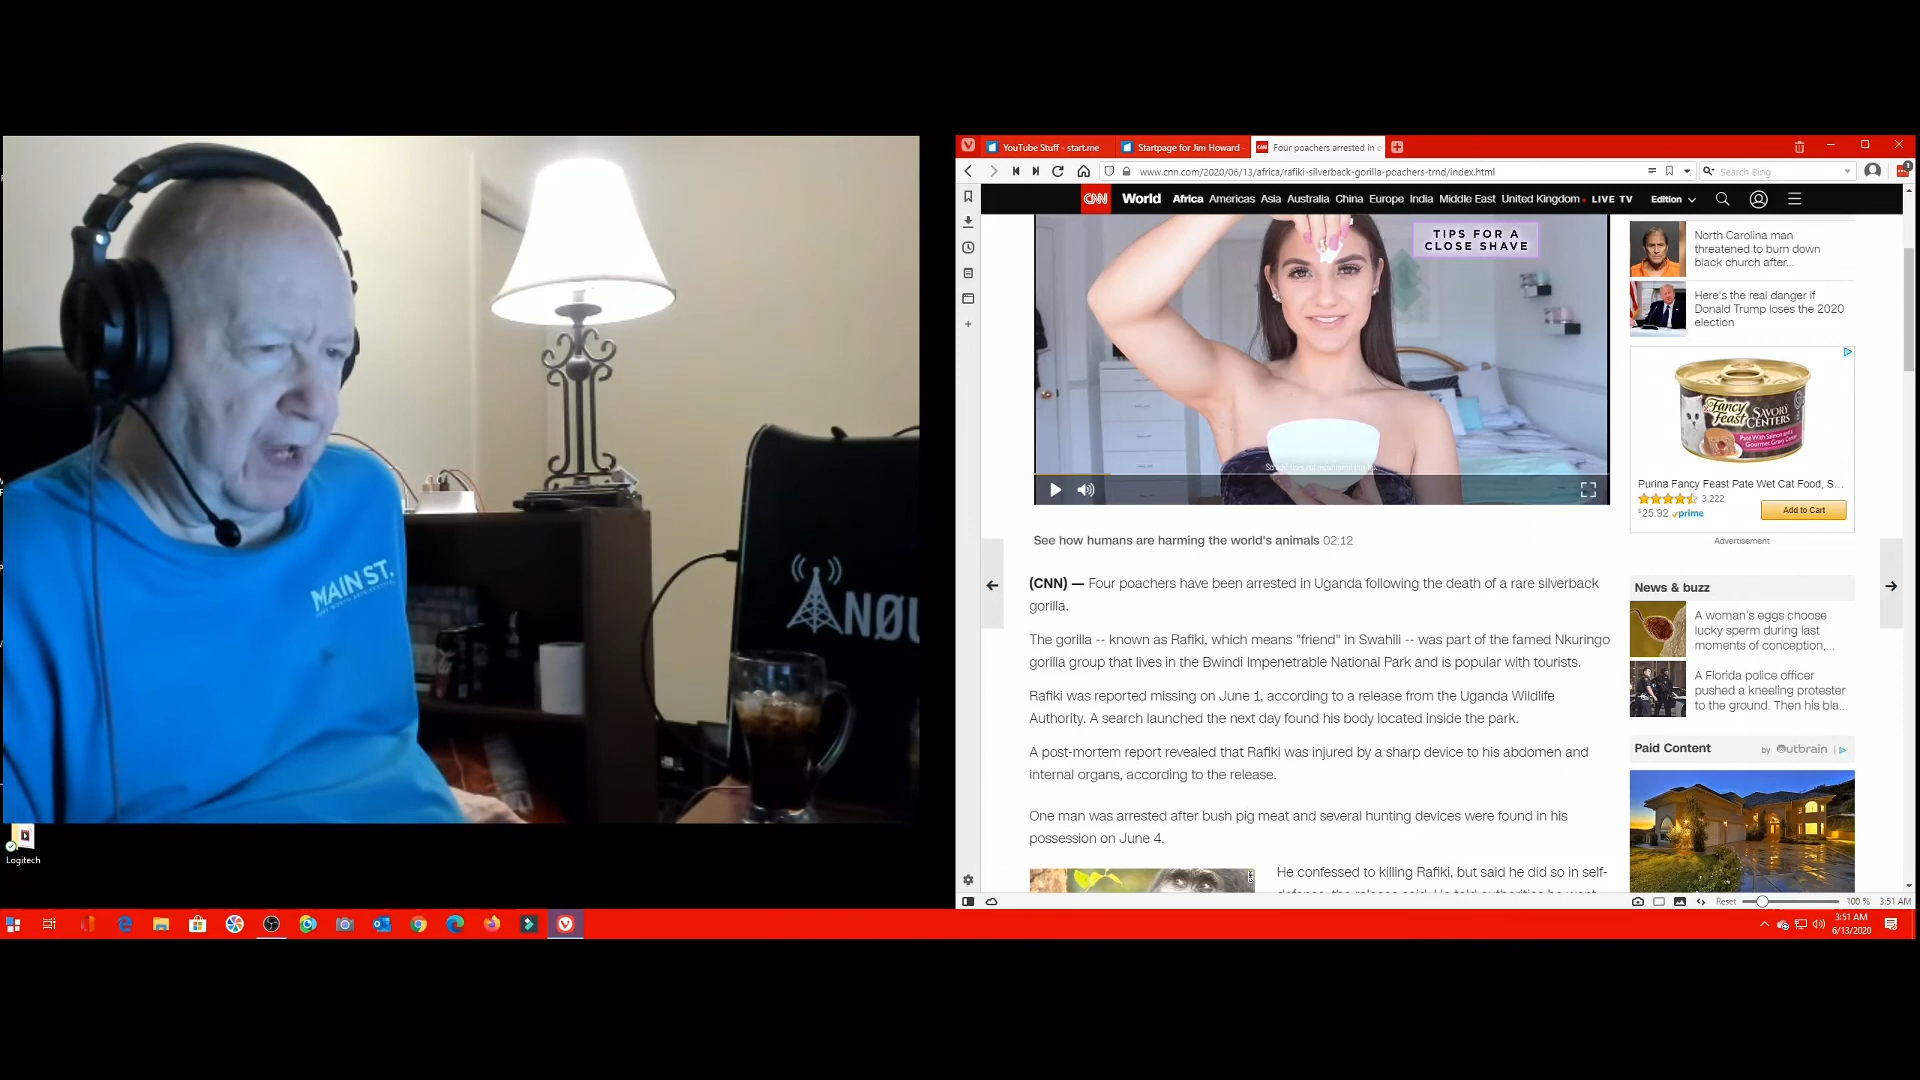 YouTube Stuff - start.me
Startpage for Jim Howard -
Four poachers arrested in
www.cnn.com/2020/06/13/africa/rafiki-silverback-gorilla-poachers-trnd/index.html
Search Bing
CNN World Africa Americas Asia Australia China Europe India Middle East United Kingdom LIVE TV Edition
TIPS FOR A
CLOSE SHAVE
North Carolina man
threatened to burn down
black church after...
Here's the real danger if
Donald Trump loses the 2020
election
Fancy
Feast
SAVORY
CENTERS
Purina Fancy Feast Pate Wet Cat Food, S...
3,222
$25.92 prime
Add to Cart
Advertisement
See how humans are harming the world's animals 02:12
(CNN) — Four poachers have been arrested in Uganda following the death of a rare silverback
gorilla.
The gorilla -- known as Rafiki, which means "friend" in Swahili -- was part of the famed Nkuringo
gorilla group that lives in the Bwindi Impenetrable National Park and is popular with tourists.
Rafiki was reported missing on June 1, according to a release from the Uganda Wildlife
Authority. A search launched the next day found his body located inside the park.
A post-mortem report revealed that Rafiki was injured by a sharp device to his abdomen and
internal organs, according to the release.
One man was arrested after bush pig meat and several hunting devices were found in his
possession on June 4.
He confessed to killing Rafiki, but said he did so in self-
News & buzz
A woman's eggs choose
lucky sperm during last
moments of conception,...
A Florida police officer
pushed a kneeling protester
to the ground. Then his bla...
Paid Content
by Outbrain
MAIN ST.
NØU
Logitech
Reset
100 %
3:51 AM
3:51 AM
6/13/2020